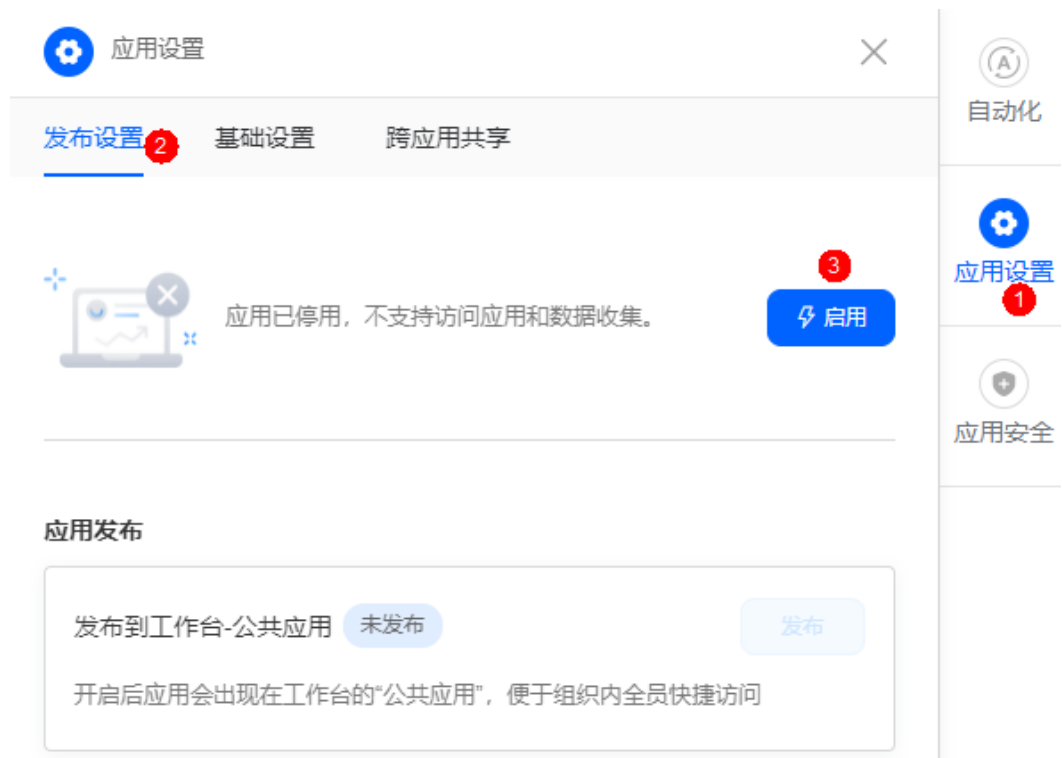 应用设置
自动化
发布设置 2 基础设置 跨应用共享
3
应用设置
1
应用已停用，不支持访问应用和数据收集。
启用
应用安全
应用发布
发布到工作台-公共应用 未发布 发布
开启后应用会出现在工作台的“公共应用”，便于组织内全员快捷访问